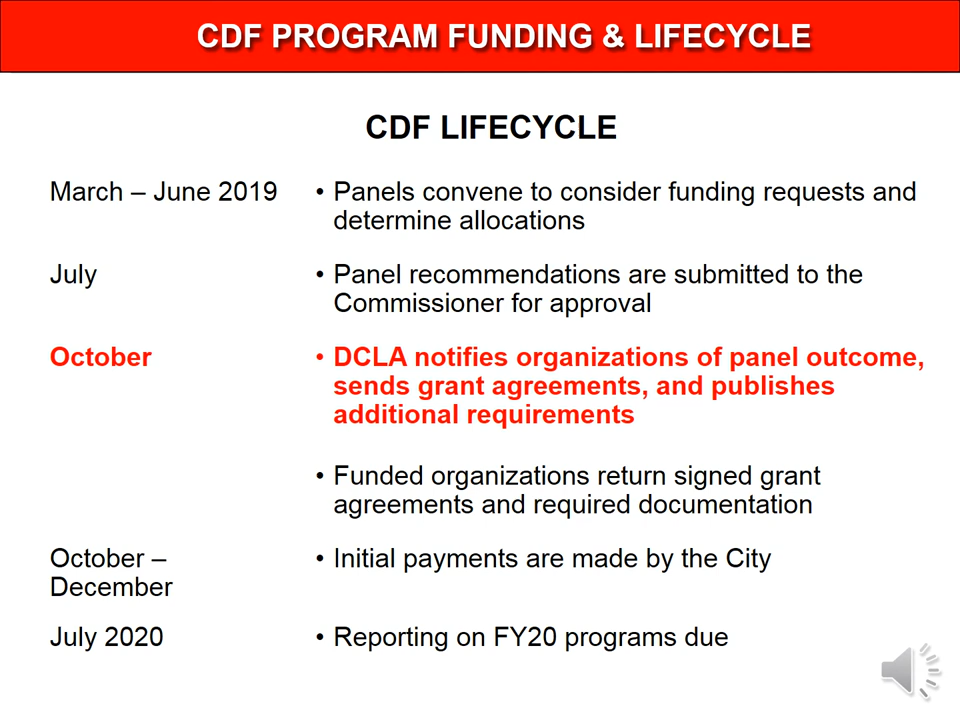 CDF PROGRAM FUNDING & LIFECYCLE
CDF LIFECYCLE
March – June 2019
• Panels convene to consider funding requests and
determine allocations
July
• Panel recommendations are submitted to the
Commissioner for approval
October
• DCLA notifies organizations of panel outcome,
sends grant agreements, and publishes
additional requirements
• Funded organizations return signed grant
agreements and required documentation
October –
December
• Initial payments are made by the City
July 2020
• Reporting on FY20 programs due